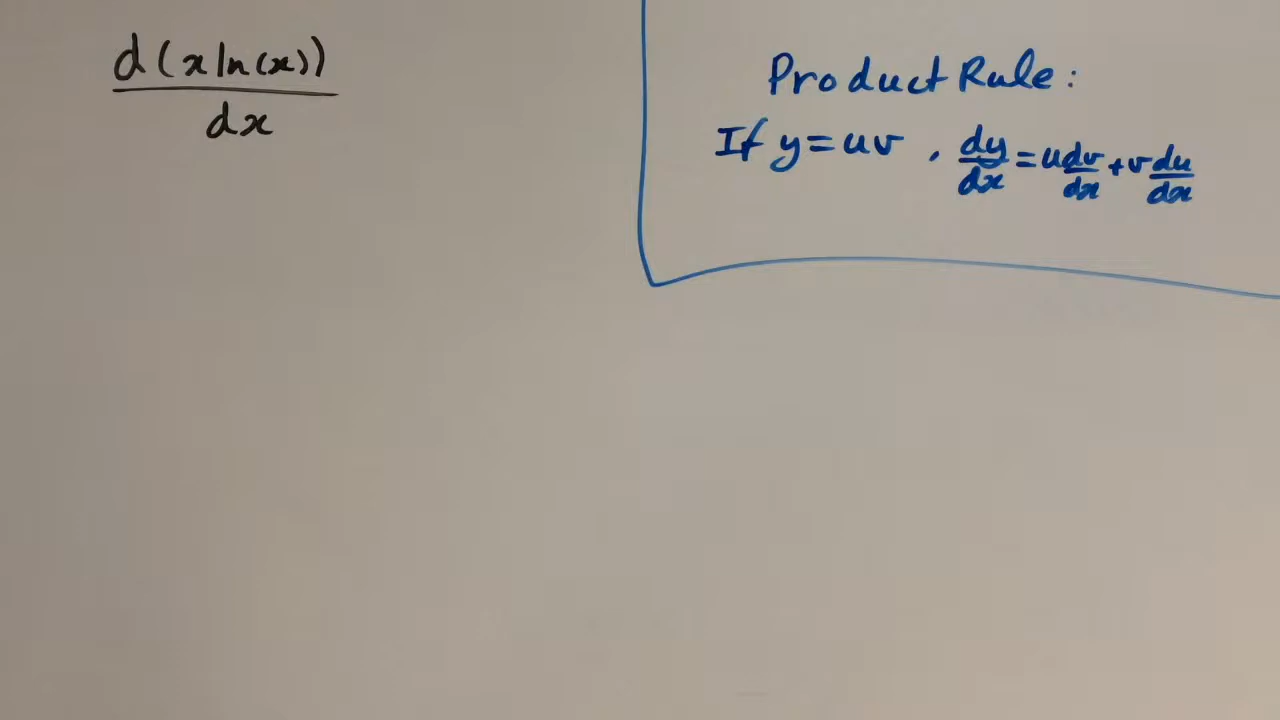 d(x ln(x))/dx
Product Rule:
If y=uv, dy/dx = u dv/dx + v du/dx